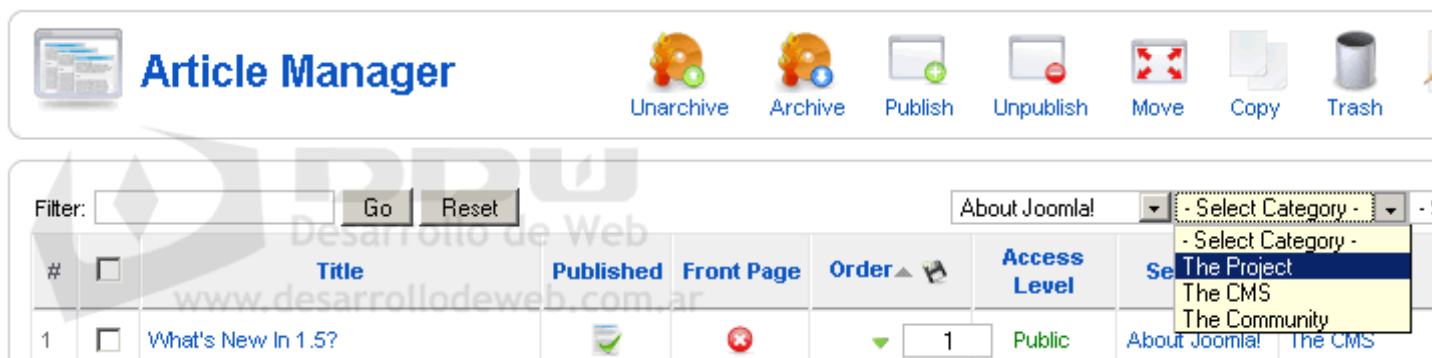 Article Manager
Unarchive Archive Publish Unpublish Move Copy Trash
DDU
Desarrollo de Web
www.desarrollodeweb.com.ar
Filter: Go Reset About Joomla! - Select Category -
- Select Category -
The Project
The CMS
The Community
# Title Published Front Page Order Access Level
1 What's New In 1.5? 1 Public About Joomla! The CMS